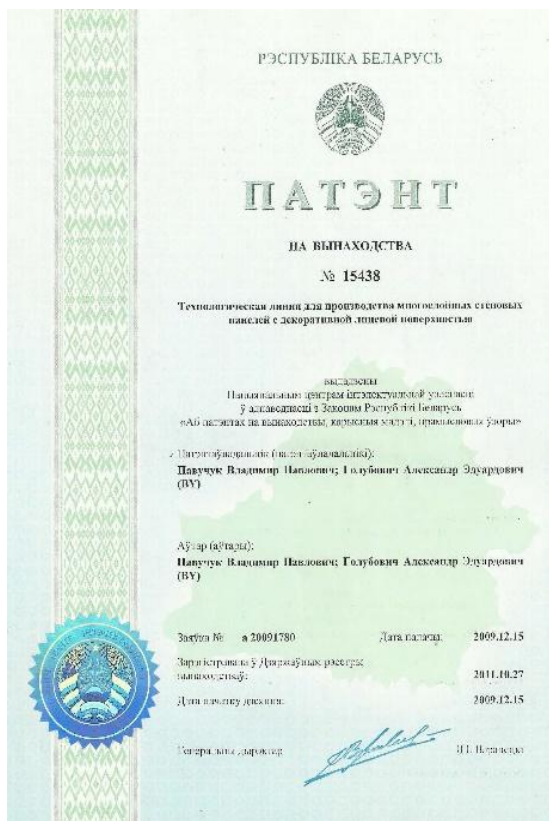 РЭСПУБЛІКА БЕЛАРУСЬ
ПАТЭНТ
НА ВЫНАХОДСТВА
№ 15438
Технологическая линия для производства многослойных стеновых
панелей с декоративной лицевой поверхностью
выдадзены
Нацыянальным цэнтрам інтэлектуальнай уласнасці
ў адпаведнасці з Законам Рэспублікі Беларусь
«Аб патэнтах на вынаходствы, карысныя мадэлі, прамысловыя ўзоры»
Патэнтаўладальнік (патэнтаўладальнікі):
Павучук Владимир Павлович; Голубович Александр Эдуардович
(BY)
Аўтар (аўтары):
Павучук Владимир Павлович; Голубович Александр Эдуардович
(BY)
Заяўка № a 20091780 Дата падачы: 2009.12.15
Зарэгістравана ў Дзяржаўным рэестры
вынаходстваў: 2011.10.27
Дата пачатку дзеяння: 2009.12.15
Генеральны дырэктар